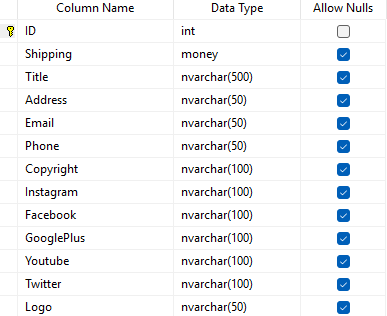 Column Name Data Type Allow Nulls
ID int
Shipping money
Title nvarchar(500)
Address nvarchar(50)
Email nvarchar(50)
Phone nvarchar(50)
Copyright nvarchar(100)
Instagram nvarchar(100)
Facebook nvarchar(100)
GooglePlus nvarchar(100)
Youtube nvarchar(100)
Twitter nvarchar(100)
Logo nvarchar(50)